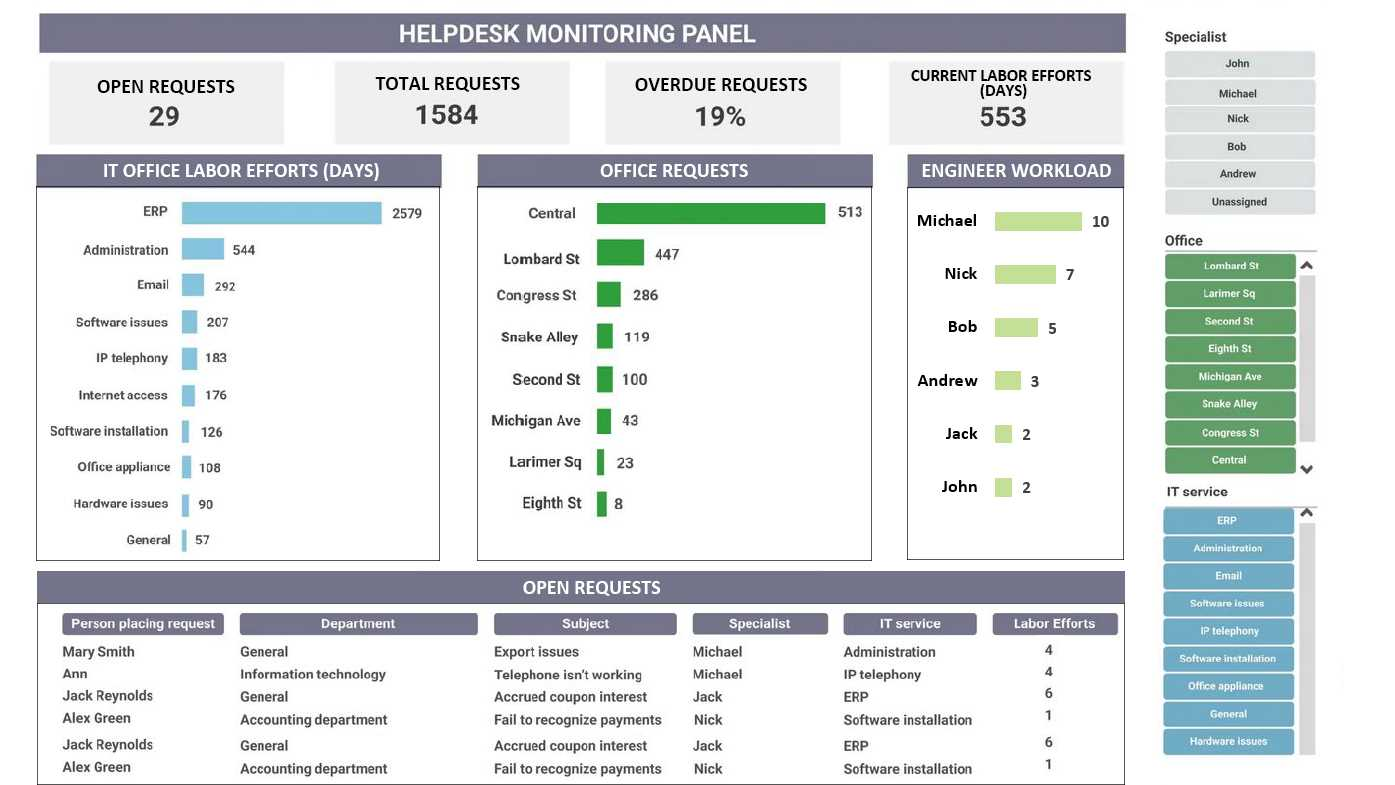 HELPDESK MONITORING PANEL
OPEN REQUESTS
29
TOTAL REQUESTS
1584
OVERDUE REQUESTS
19%
CURRENT LABOR EFFORTS
(DAYS)
553
IT OFFICE LABOR EFFORTS (DAYS)
ERP 2579
Administration 544
Email 292
Software issues 207
IP telephony 183
Internet access 176
Software installation 126
Office appliance 108
Hardware issues 90
General 57
OFFICE REQUESTS
Central 513
Lombard St 447
Congress St 286
Snake Alley 119
Second St 100
Michigan Ave 43
Larimer Sq 23
Eighth St 8
ENGINEER WORKLOAD
Michael 10
Nick 7
Bob 5
Andrew 3
Jack 2
John 2
OPEN REQUESTS
Person placing request Department Subject Specialist IT service Labor Efforts
Mary Smith General Export issues Michael Administration 4
Ann Information technology Telephone isn't working Michael IP telephony 4
Jack Reynolds General Accrued coupon interest Jack ERP 6
Alex Green Accounting department Fail to recognize payments Nick Software installation 1
Jack Reynolds General Accrued coupon interest Jack ERP 6
Alex Green Accounting department Fail to recognize payments Nick Software installation 1
Specialist
John
Michael
Nick
Bob
Andrew
Unassigned
Office
Lombard St
Larimer Sq
Second St
Eighth St
Michigan Ave
Snake Alley
Congress St
Central
IT service
ERP
Administration
Email
Software issues
IP telephony
Software installation
Office appliance
General
Hardware issues